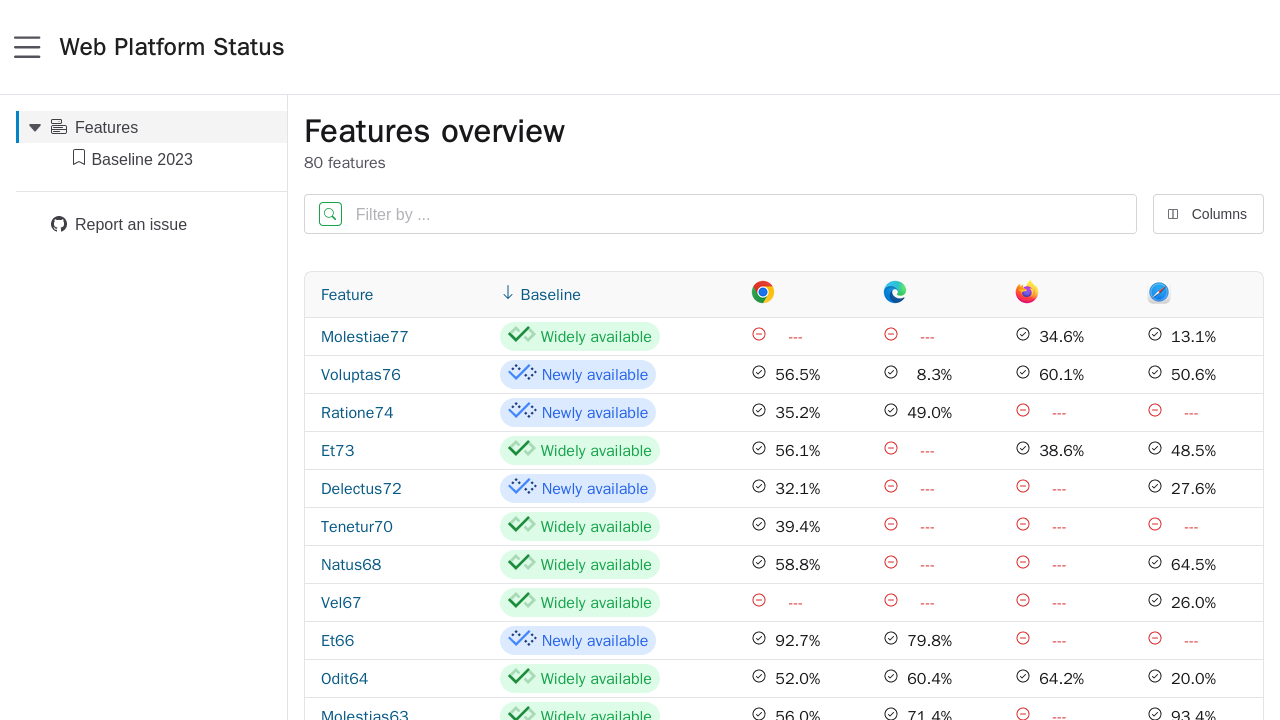 Web Platform Status
Features
Baseline 2023
Report an issue
Features overview
80 features
Filter by ...
Columns
Feature Baseline
Molestiae77 Widely available --- --- 34.6% 13.1%
Voluptas76 Newly available 56.5% 8.3% 60.1% 50.6%
Ratione74 Newly available 35.2% 49.0% --- ---
Et73 Widely available 56.1% --- 38.6% 48.5%
Delectus72 Newly available 32.1% --- --- 27.6%
Tenetur70 Widely available 39.4% --- --- ---
Natus68 Widely available 58.8% --- --- 64.5%
Vel67 Widely available --- --- --- 26.0%
Et66 Newly available 92.7% 79.8% --- ---
Odit64 Widely available 52.0% 60.4% 64.2% 20.0%
Molestias63 Widely available 56.0% 71.4% --- 93.4%